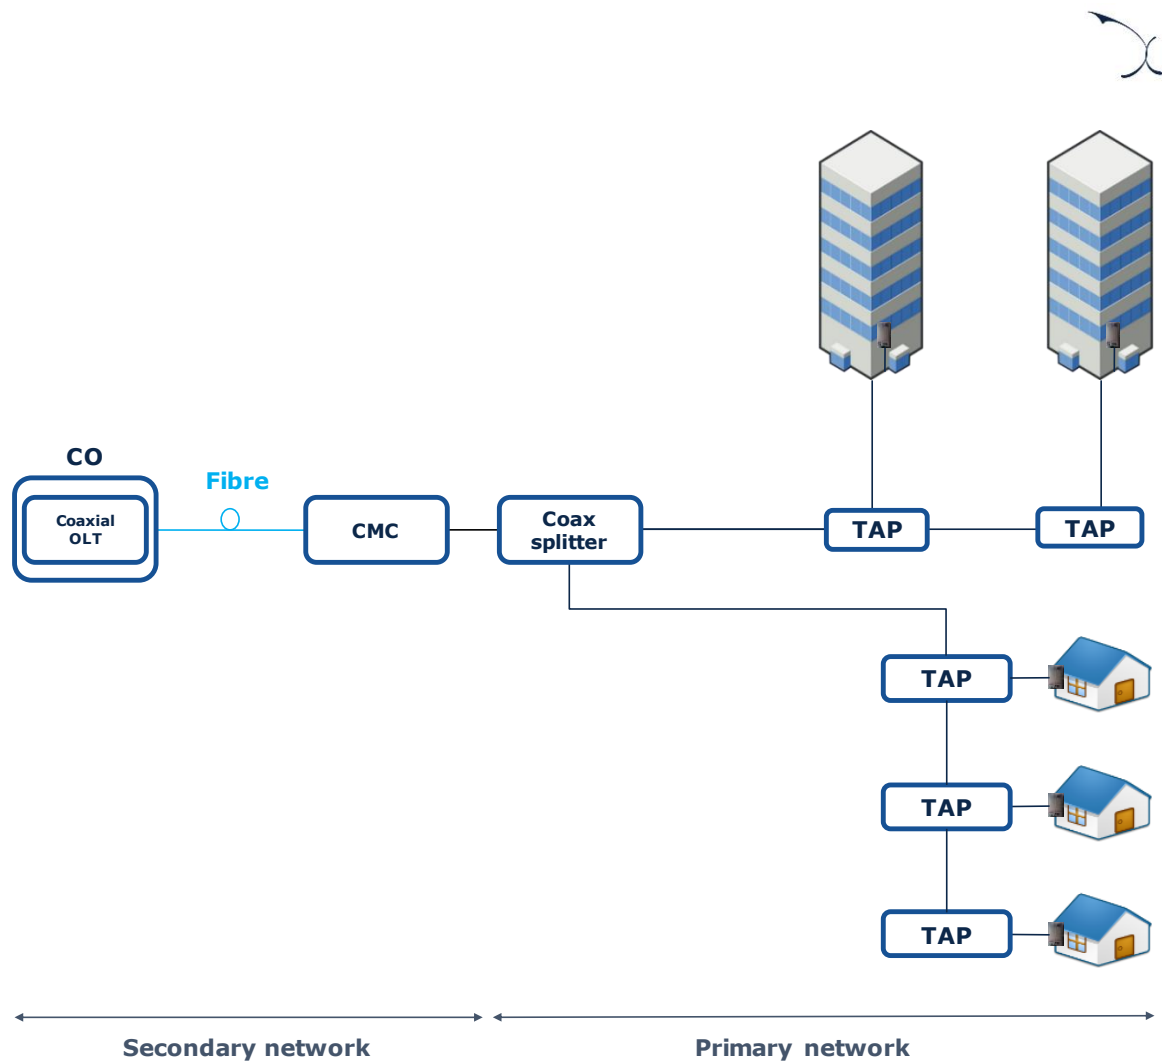 CO
Coaxial
OLT
Fibre
CMC
Coax
splitter
TAP
TAP
TAP
TAP
TAP
Secondary network
Primary network